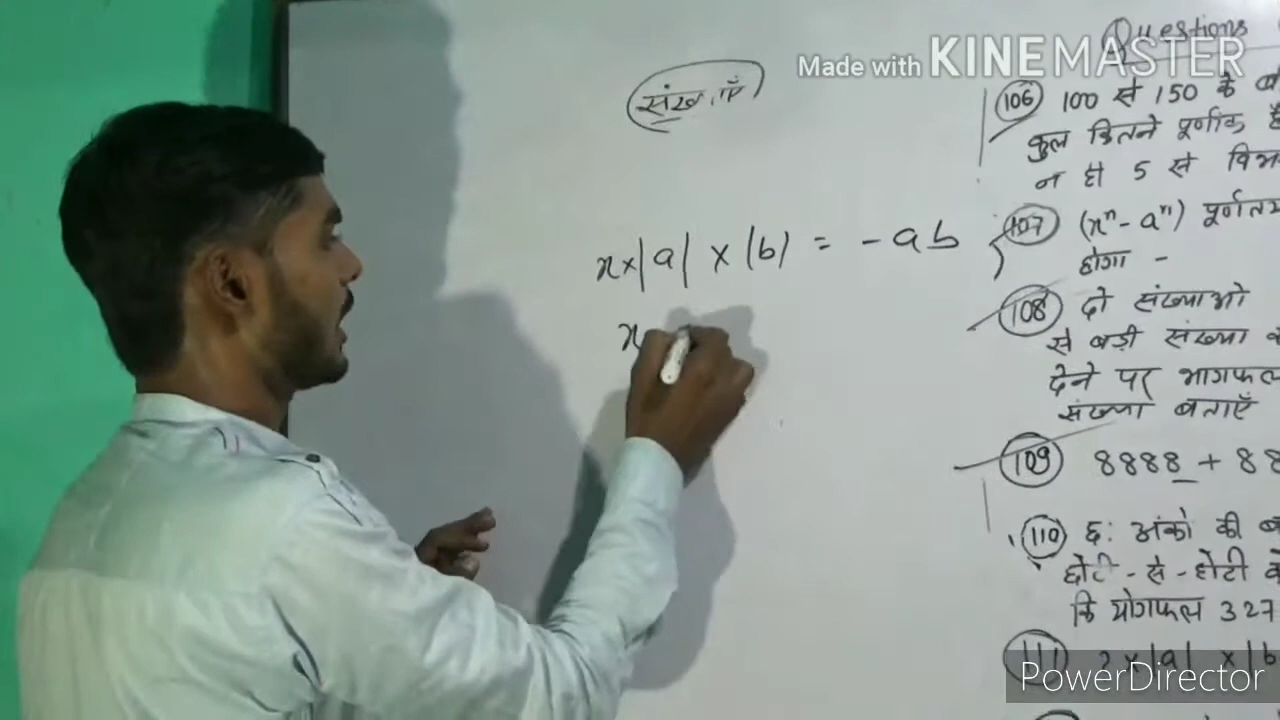 Questions
Made with KINEMASTER
संख्याएँ
106 100 से 150 के
कुल कितने पूर्णांक
न ही 5 से
107 (xⁿ - aⁿ)
होगा -
108 दो संख्याओ
से बड़ी संख्या
देने पर भागफल
संख्या बताएँ
109 8888 + 88
110 छः अंको की
छोटी - से - छोटी
कि योगफल 327
111 x|a| x|b
PowerDirector
x×|a| × |b| = - ab
x